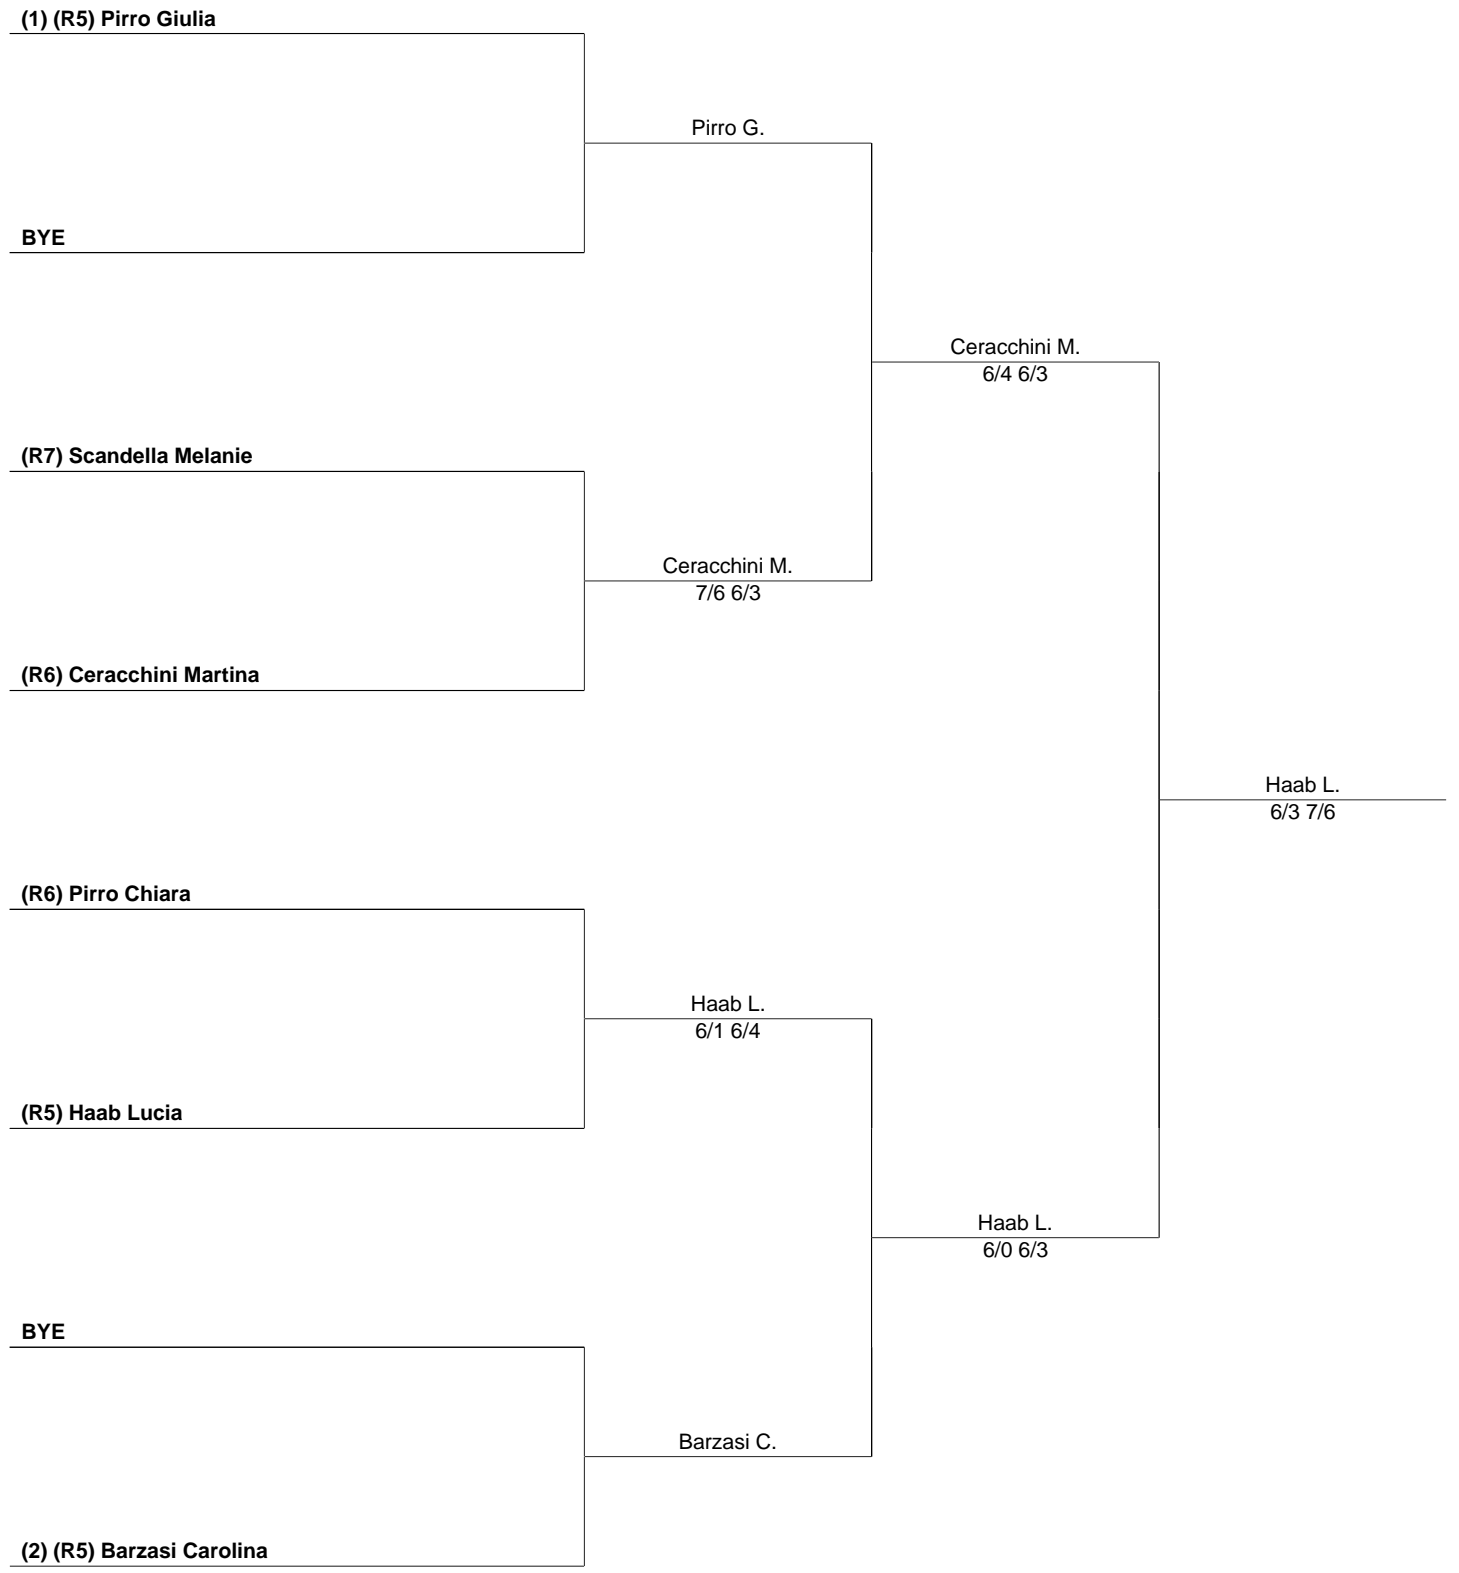 (1) (R5) Pirro Giulia
Pirro G.
BYE
Ceracchini M.
6/4 6/3
(R7) Scandella Melanie
Ceracchini M.
7/6 6/3
(R6) Ceracchini Martina
Haab L.
6/3 7/6
(R6) Pirro Chiara
Haab L.
6/1 6/4
(R5) Haab Lucia
Haab L.
6/0 6/3
BYE
Barzasi C.
(2) (R5) Barzasi Carolina